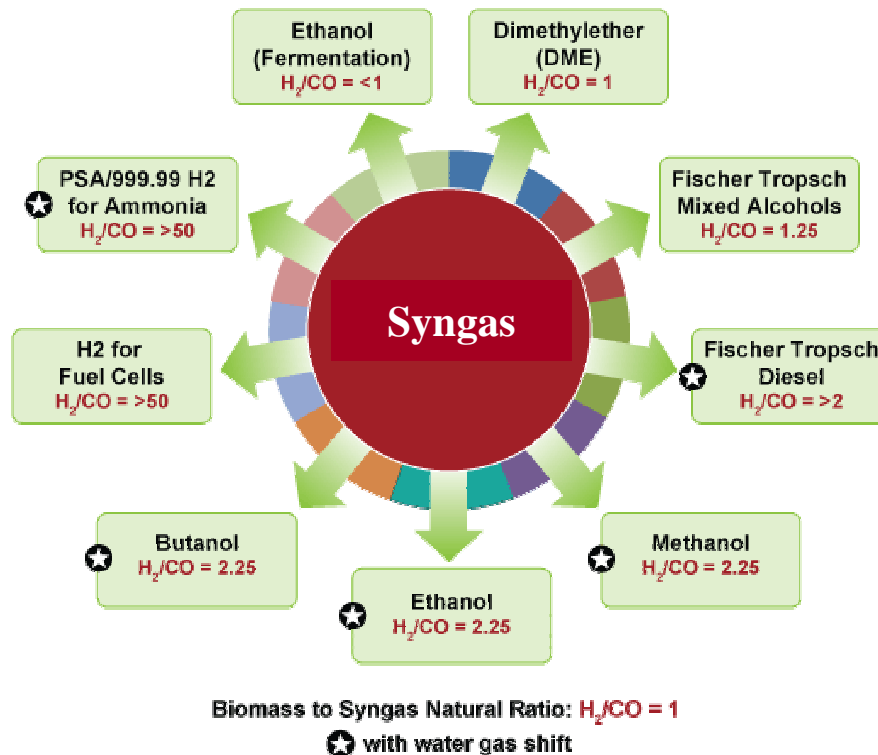 Ethanol
(Fermentation)
H₂/CO = <1
Dimethylether
(DME)
H₂/CO = 1
PSA/999.99 H2
for Ammonia
H₂/CO = >50
Fischer Tropsch
Mixed Alcohols
H₂/CO = 1.25
Syngas
H2 for
Fuel Cells
H₂/CO = >50
Fischer Tropsch
Diesel
H₂/CO = >2
Butanol
H₂/CO = 2.25
Methanol
H₂/CO = 2.25
Ethanol
H₂/CO = 2.25
Biomass to Syngas Natural Ratio: H₂/CO = 1
with water gas shift